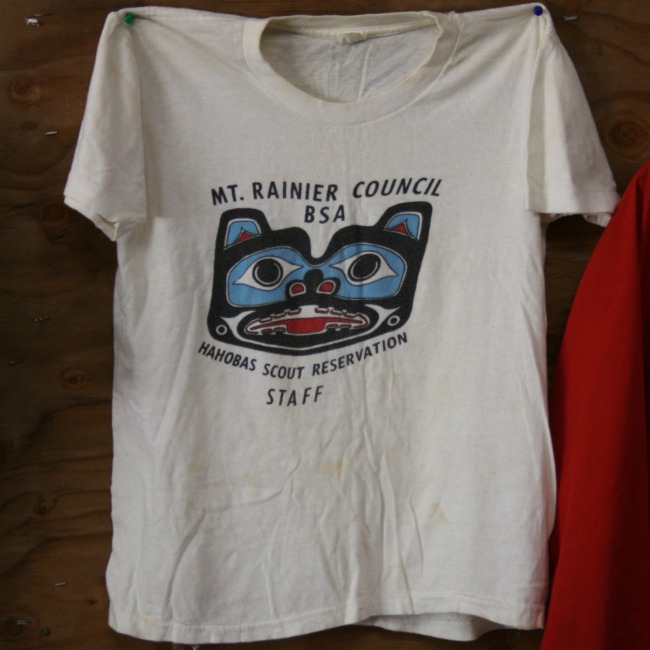 MT. RAINIER COUNCIL
BSA
HAHOBAS SCOUT RESERVATION
STAFF